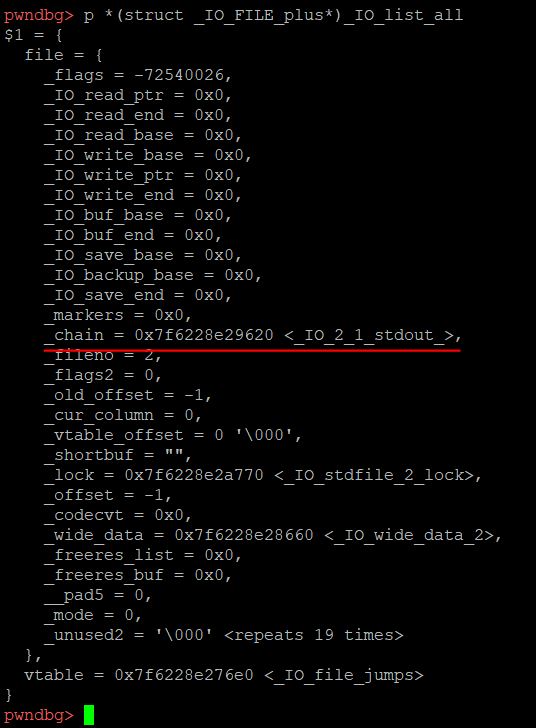 pwndbg> p *(struct _IO_FILE_plus*)_IO_list_all
$1 = {
  file = {
    _flags = -72540026,
    _IO_read_ptr = 0x0,
    _IO_read_end = 0x0,
    _IO_read_base = 0x0,
    _IO_write_base = 0x0,
    _IO_write_ptr = 0x0,
    _IO_write_end = 0x0,
    _IO_buf_base = 0x0,
    _IO_buf_end = 0x0,
    _IO_save_base = 0x0,
    _IO_backup_base = 0x0,
    _IO_save_end = 0x0,
    _markers = 0x0,
    _chain = 0x7f6228e29620 <_IO_2_1_stdout_>,
    _fileno = 2,
    _flags2 = 0,
    _old_offset = -1,
    _cur_column = 0,
    _vtable_offset = 0 '\000',
    _shortbuf = "",
    _lock = 0x7f6228e2a770 <_IO_stdfile_2_lock>,
    _offset = -1,
    _codecvt = 0x0,
    _wide_data = 0x7f6228e28660 <_IO_wide_data_2>,
    _freeres_list = 0x0,
    _freeres_buf = 0x0,
    __pad5 = 0,
    _mode = 0,
    _unused2 = '\000' <repeats 19 times>
  },
  vtable = 0x7f6228e276e0 <_IO_file_jumps>
}
pwndbg>